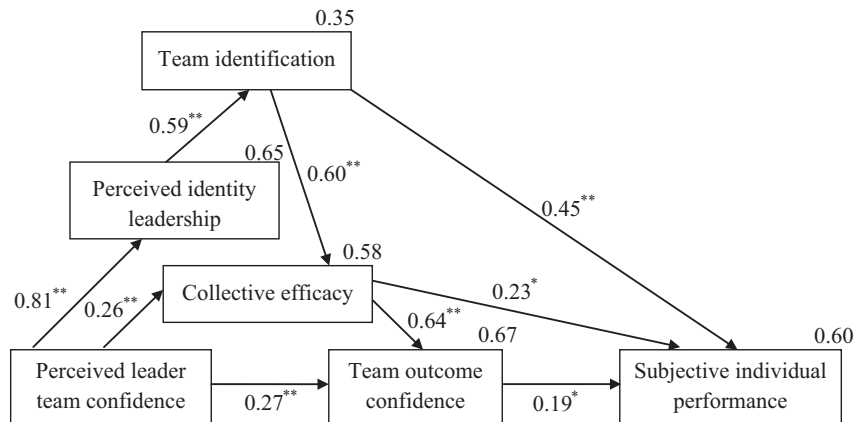 0.35
Team identification
0.59**
0.65
0.60**
Perceived identity
leadership
0.45**
0.58
Collective efficacy
0.81**
0.26**
0.23*
0.64**
0.67
0.60
Perceived leader
team confidence
Team outcome
confidence
Subjective individual
performance
0.27**
0.19*